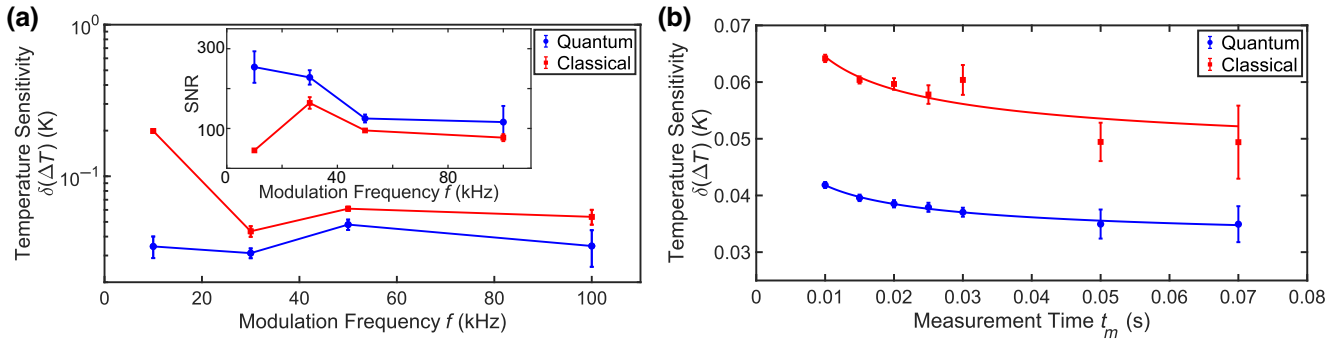 (a)
Temperature Sensitivity
δ(ΔT) (K)
10⁰
10⁻¹
0
20
40
60
80
100
Modulation Frequency f (kHz)
Quantum
Classical
SNR
300
100
0
40
80
Modulation Frequency f (kHz)
(b)
Temperature Sensitivity
δ(ΔT) (K)
0.07
0.06
0.05
0.04
0.03
0
0.01
0.02
0.03
0.04
0.05
0.06
0.07
0.08
Measurement Time tₘ (s)
Quantum
Classical